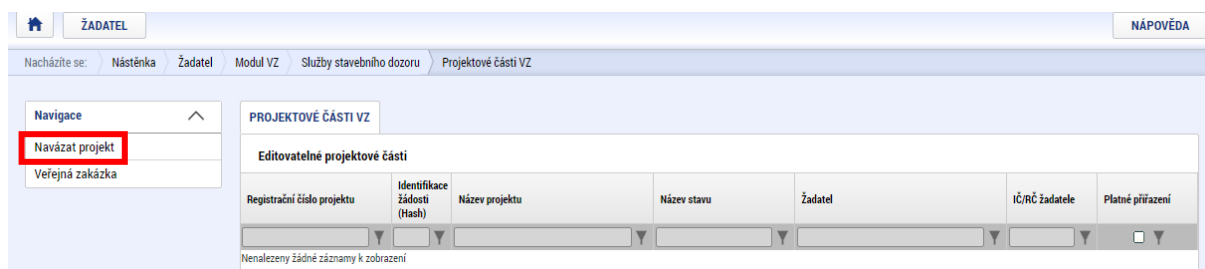 ŽADATEL NÁPOVĚDA
Nacházíte se: Nástěnka Žadatel Modul VZ Služby stavebního dozoru Projektové části VZ
Navigace
Navázat projekt
Veřejná zakázka
PROJEKTOVÉ ČÁSTI VZ
Editovatelné projektové části
Registrační číslo projektu Identifikace žádosti (Hash) Název projektu Název stavu Žadatel IČ/RČ žadatele Platné přiřazení
Nenalezeny žádné záznamy k zobrazení